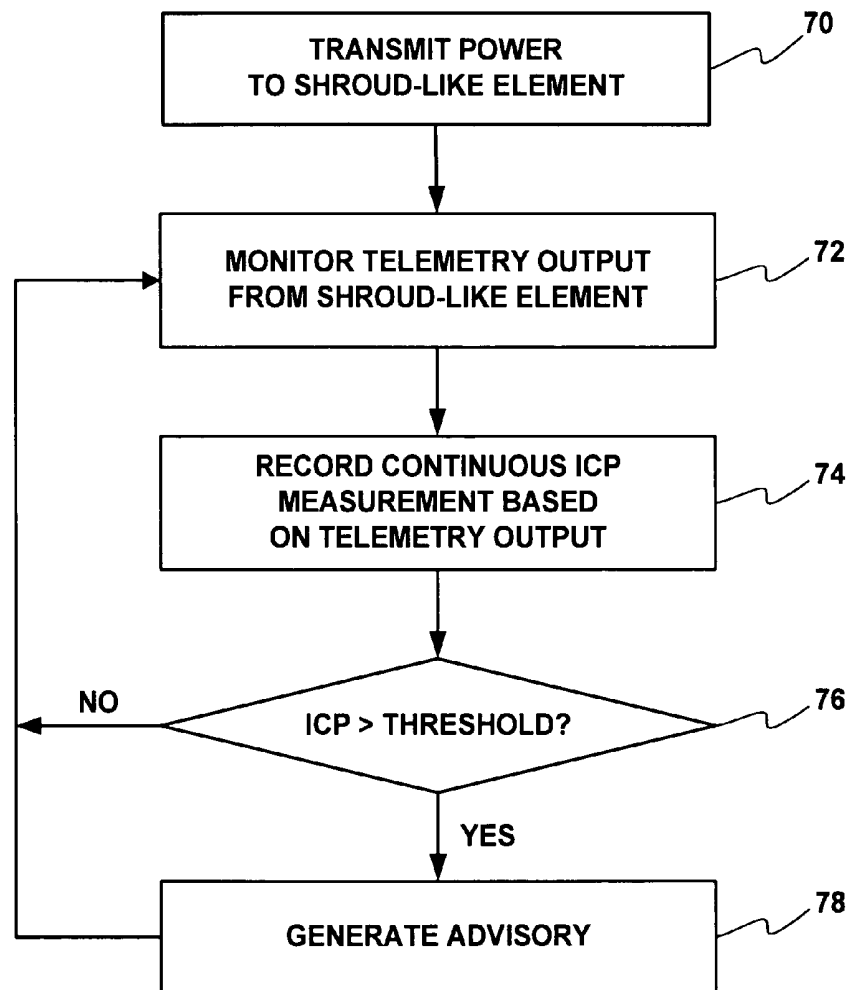 TRANSMIT POWER
TO SHROUD-LIKE ELEMENT
70
MONITOR TELEMETRY OUTPUT
FROM SHROUD-LIKE ELEMENT
72
RECORD CONTINUOUS ICP
MEASUREMENT BASED
ON TELEMETRY OUTPUT
74
NO
ICP > THRESHOLD?
76
YES
GENERATE ADVISORY
78